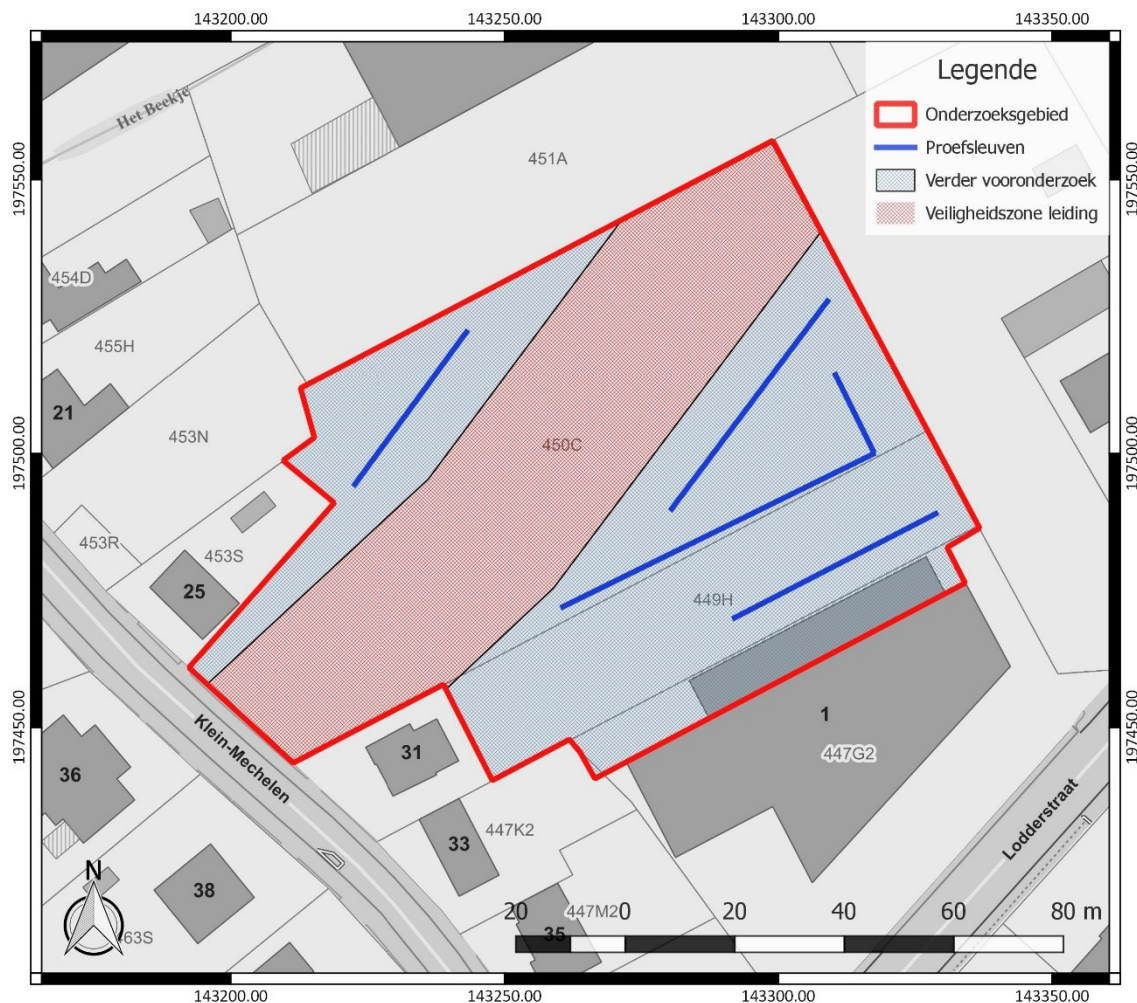 143200.00
143250.00
143300.00
143350.00
Legende
Onderzoeksgebied
Proefsleuven
Verder vooronderzoek
Veiligheidszone leiding
Het Beekje
451A
197550.00
197550.00
454D
455H
21
453N
450C
197500.00
197500.00
453R
453S
25
449H
Klein-Mechelen
31
1
447G2
197450.00
197450.00
36
Lodderstraat
447K2
33
38
N
463S
447M2
35
20 0 20 40 60 80 m
143200.00
143250.00
143300.00
143350.00